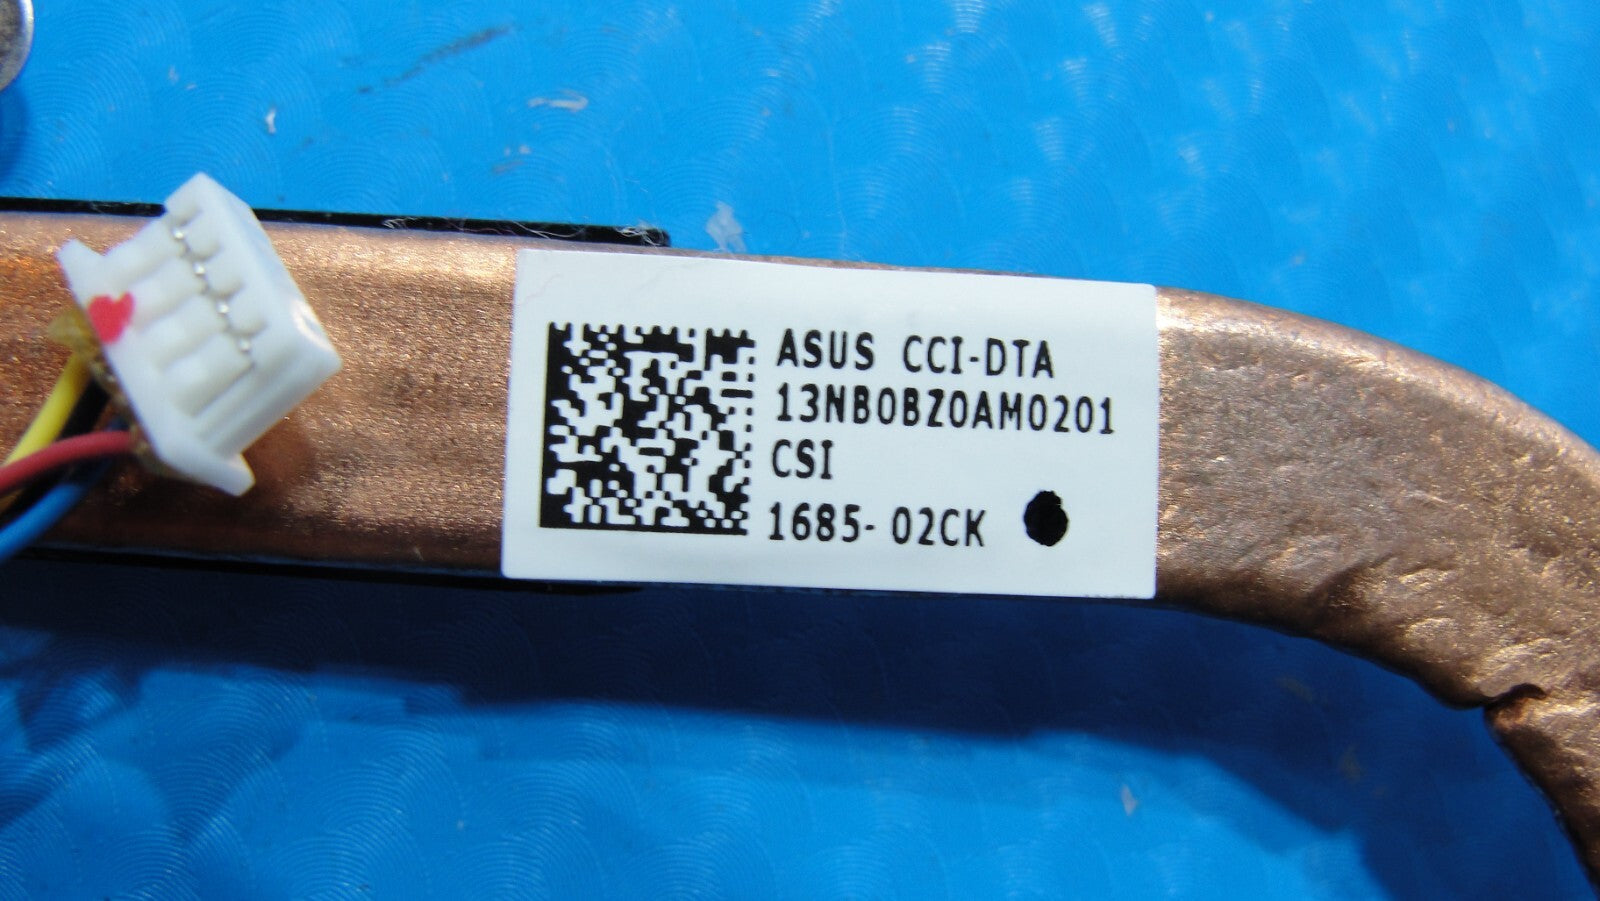 ASUS CCI-DTA
13NB0BZ0AM0201
CSI
1685- 02CK